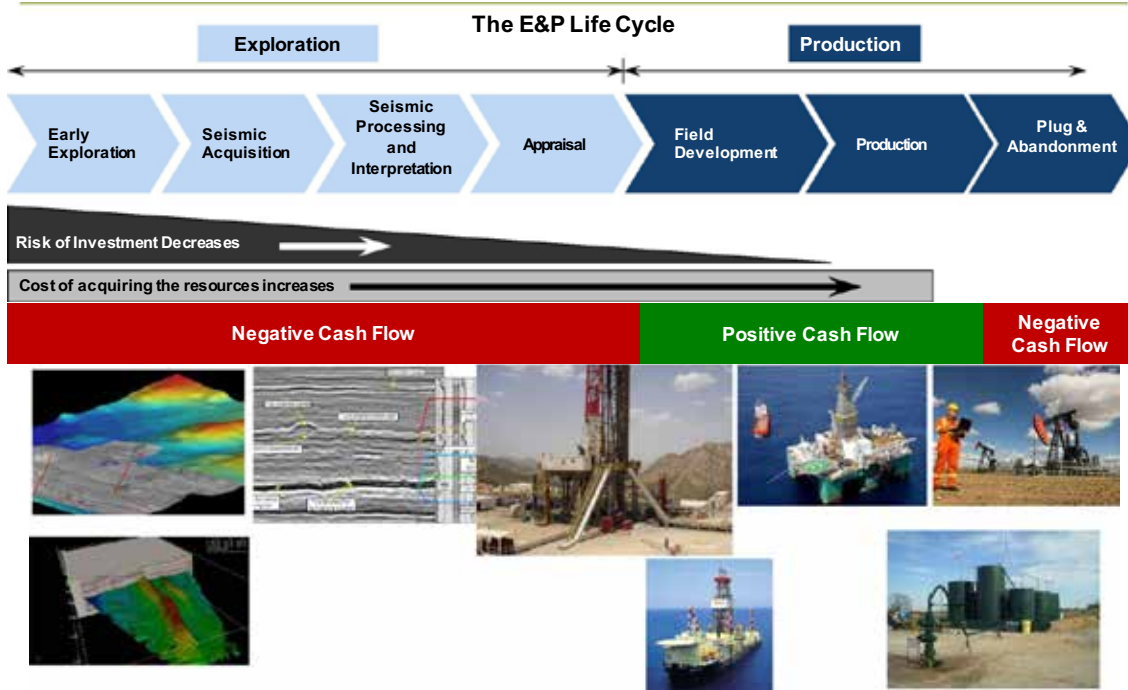 The E&P Life Cycle
Exploration
Production
Early
Exploration
Seismic
Acquisition
Seismic
Processing
and
Interpretation
Appraisal
Field
Development
Production
Plug &
Abandonment
Risk of Investment Decreases
Cost of acquiring the resources increases
Negative Cash Flow
Positive Cash Flow
Negative
Cash Flow